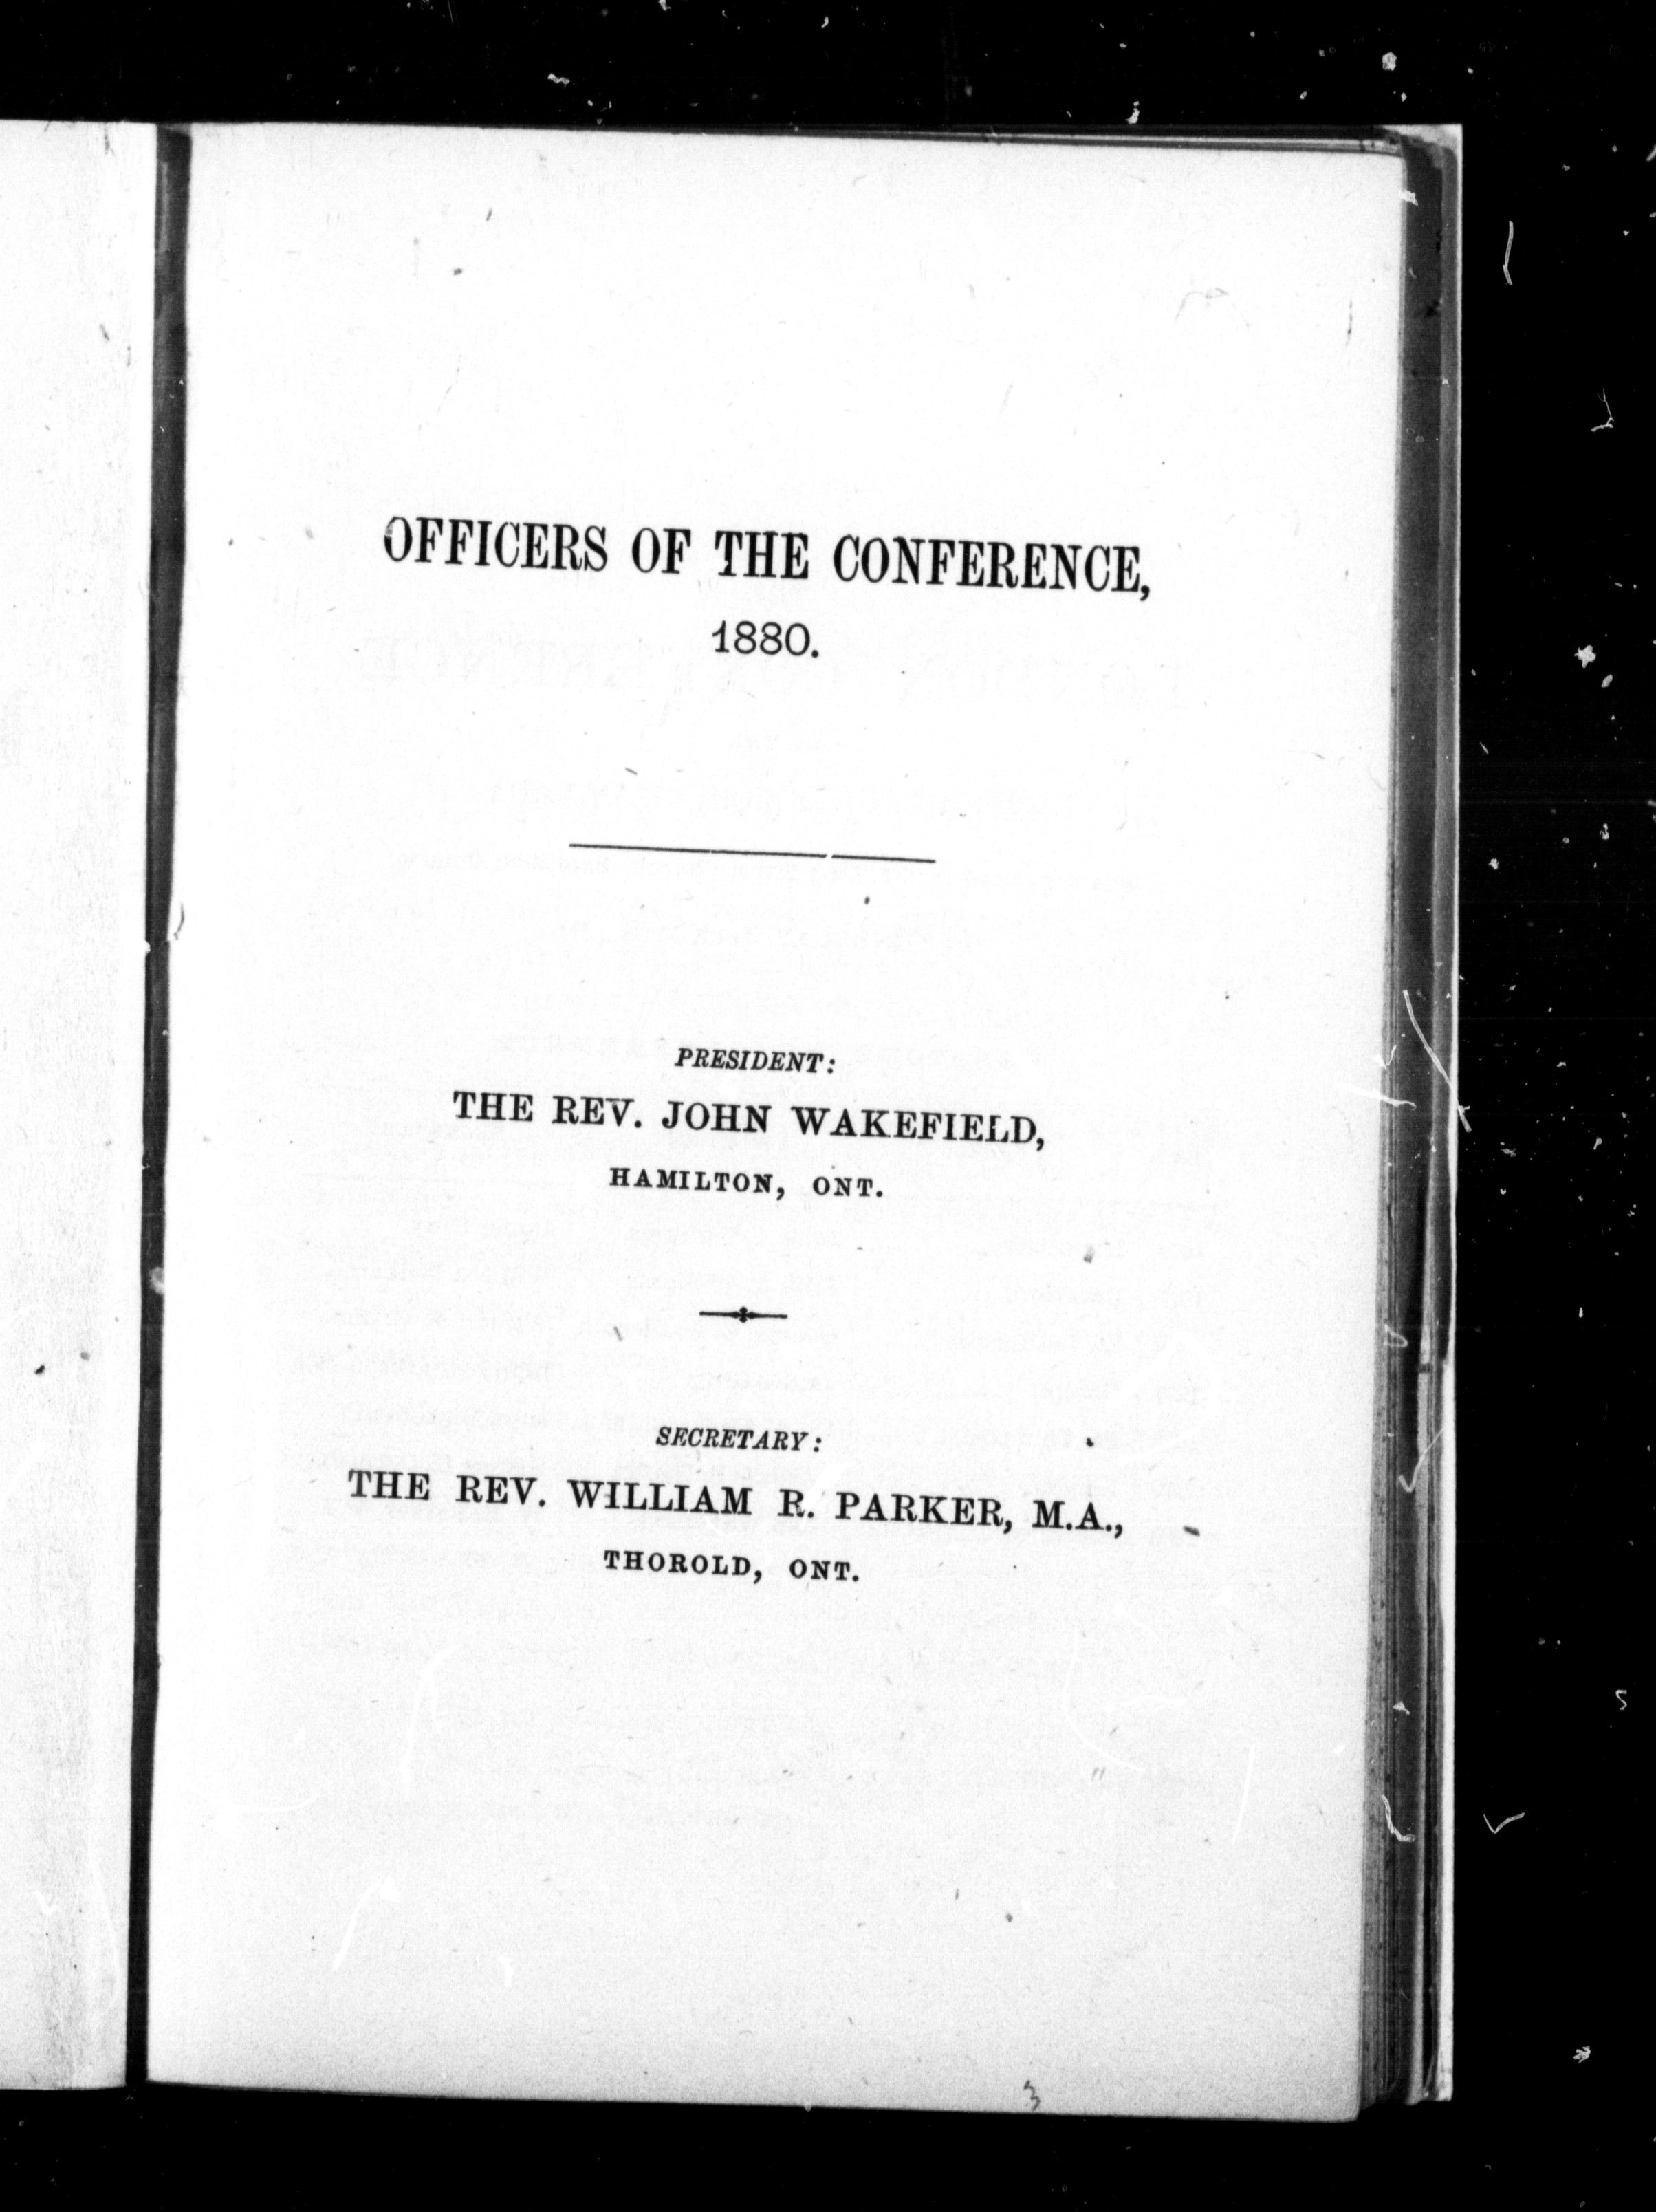 OFFICERS OF THE CONFERENCE,
1880.
PRESIDENT:
THE REV. JOHN WAKEFIELD,
HAMILTON, ONT.
SECRETARY:
THE REV. WILLIAM R. PARKER, M.A.,
THOROLD, ONT.
3